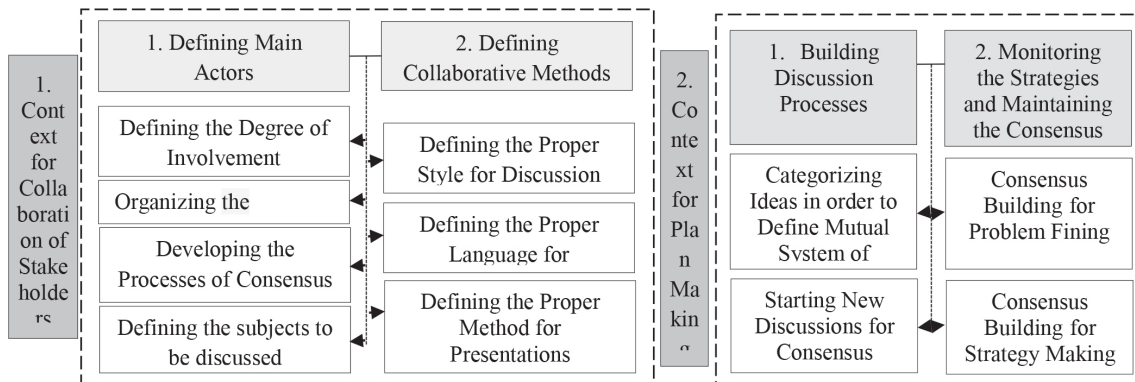 1.
Cont
ext
for
Colla
borati
on of
Stake
holde
rs
1. Defining Main
Actors
Defining the Degree of
Involvement
Organizing the
Developing the
Processes of Consensus
Defining the subjects to
be discussed
2. Defining
Collaborative Methods
Defining the Proper
Style for Discussion
Defining the Proper
Language for
Defining the Proper
Method for
Presentations
2.
Co
nte
xt
for
Pla
n
Ma
kin
g
1. Building
Discussion
Processes
Categorizing
Ideas in order to
Define Mutual
System of
Starting New
Discussions for
Consensus
2. Monitoring
the Strategies
and Maintaining
the Consensus
Consensus
Building for
Problem Fining
Consensus
Building for
Strategy Making